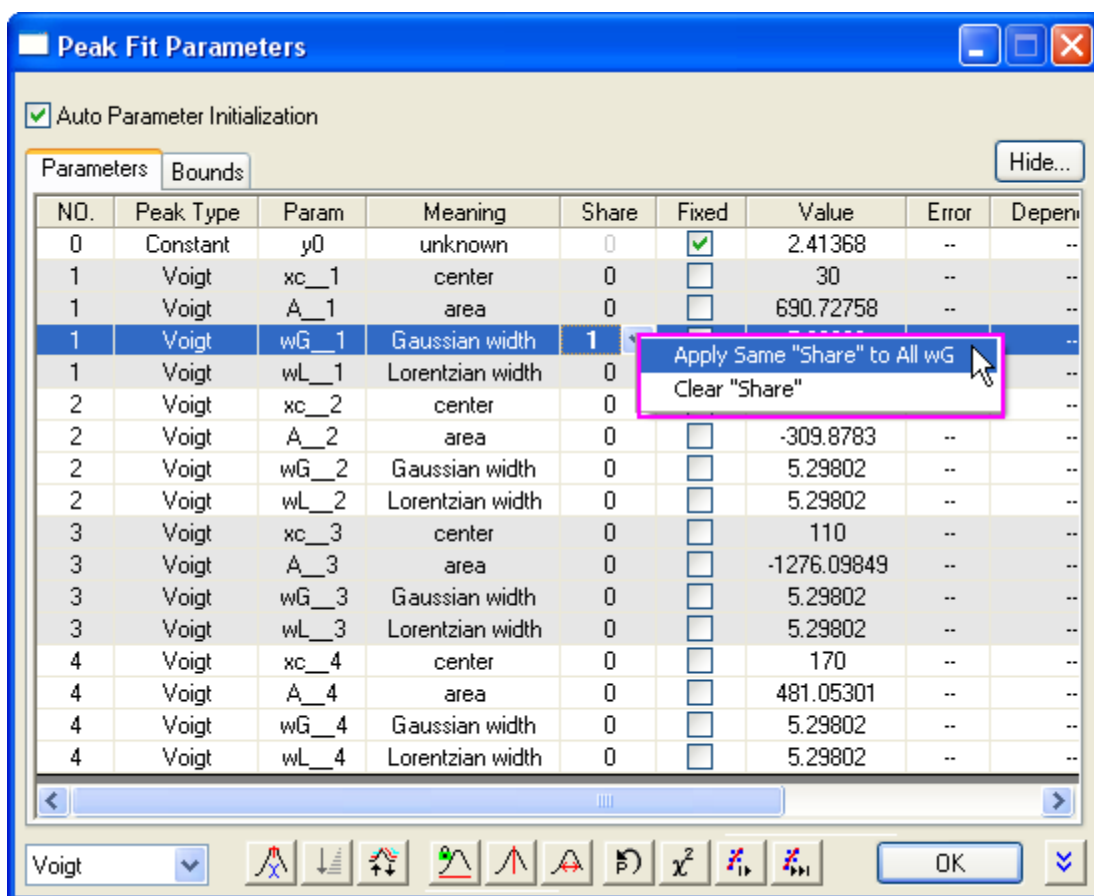 Peak Fit Parameters
Auto Parameter Initialization
Parameters Bounds Hide...
NO. Peak Type Param Meaning Share Fixed Value Error
0 Constant y0 unknown 0 2.41368 --
1 Voigt xc__1 center 0 30 -- --
1 Voigt A__1 area 0 690.72758 -- --
1 Voigt wG__1 Gaussian width 1 --
Apply Same "Share" to All wG
1 Voigt wL__1 Lorentzian width 0
Clear "Share"
2 Voigt xc__2 center 0 --
2 Voigt A__2 area 0 -309.8783 -- --
2 Voigt wG__2 Gaussian width 0 5.29802 -- --
2 Voigt wL__2 Lorentzian width 0 5.29802 -- --
3 Voigt xc__3 center 0 110 -- --
3 Voigt A__3 area 0 -1276.09849 -- --
3 Voigt wG__3 Gaussian width 0 5.29802 -- --
3 Voigt wL__3 Lorentzian width 0 5.29802 -- --
4 Voigt xc__4 center 0 170 -- --
4 Voigt A__4 area 0 481.05301 -- --
4 Voigt wG__4 Gaussian width 0 5.29802 -- --
4 Voigt wL__4 Lorentzian width 0 5.29802 -- --
Voigt χ² OK